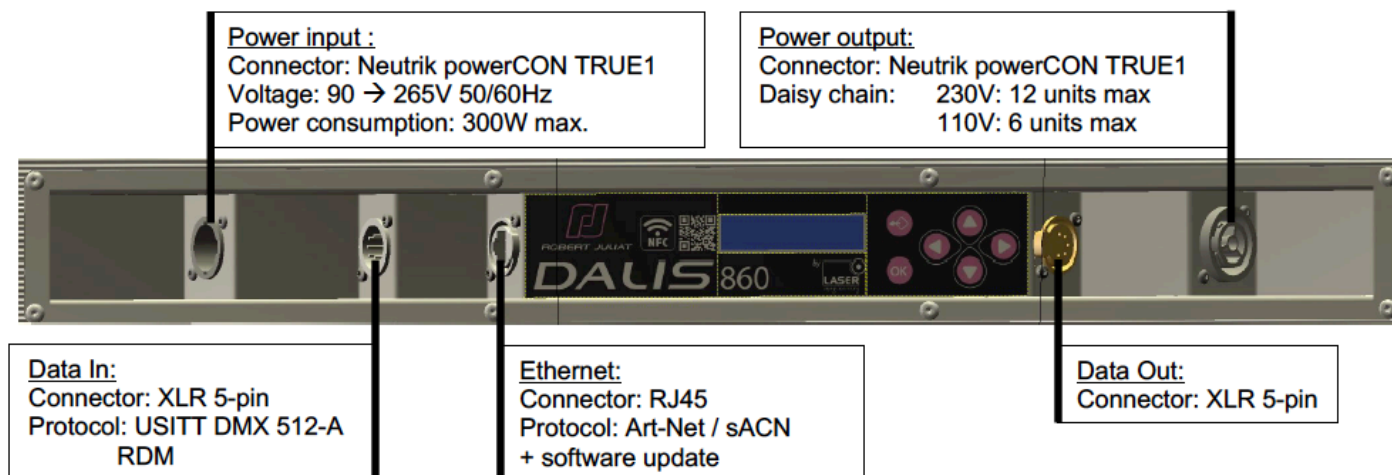 Power input :
Connector: Neutrik powerCON TRUE1
Voltage: 90 → 265V 50/60Hz
Power consumption: 300W max.
Power output:
Connector: Neutrik powerCON TRUE1
Daisy chain: 230V: 12 units max
110V: 6 units max
ROBERT JULIAT
NFC
DALIS 860
LASER
OK
Data In:
Connector: XLR 5-pin
Protocol: USITT DMX 512-A
RDM
Ethernet:
Connector: RJ45
Protocol: Art-Net / sACN
+ software update
Data Out:
Connector: XLR 5-pin